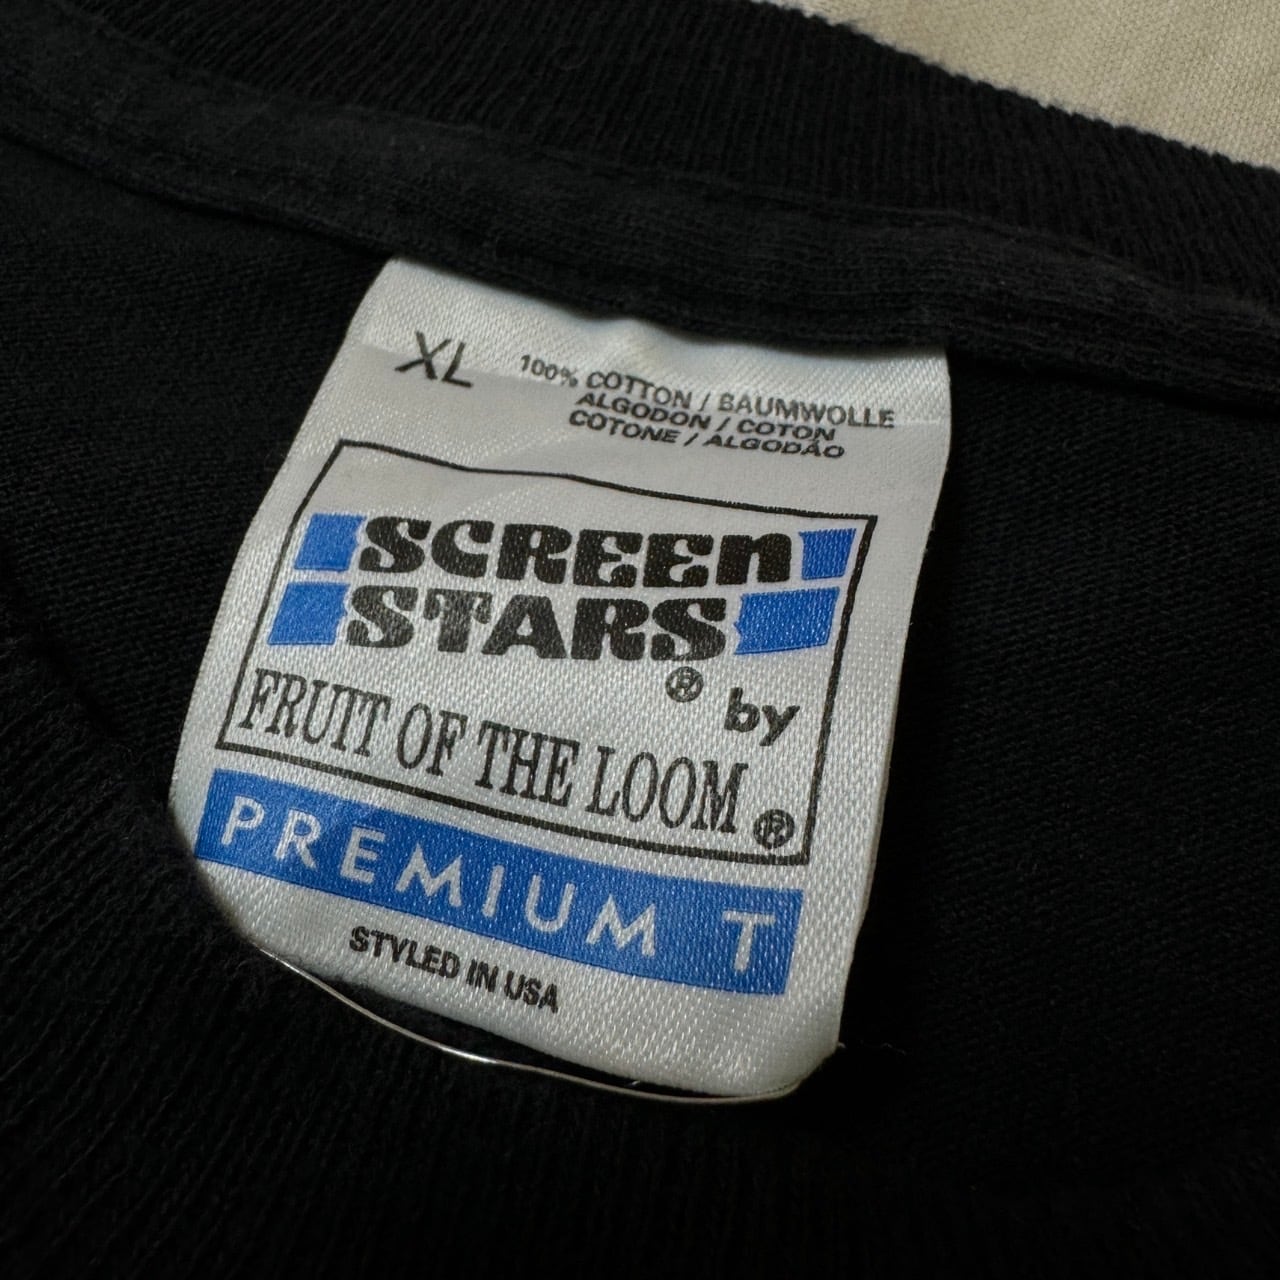 XL
100% COTTON / BAUMWOLLE
ALGODON / COTON
COTONE / ALGODÃO
SCREEN
STARS® by
FRUIT OF THE LOOM®
PREMIUM T
STYLED IN USA